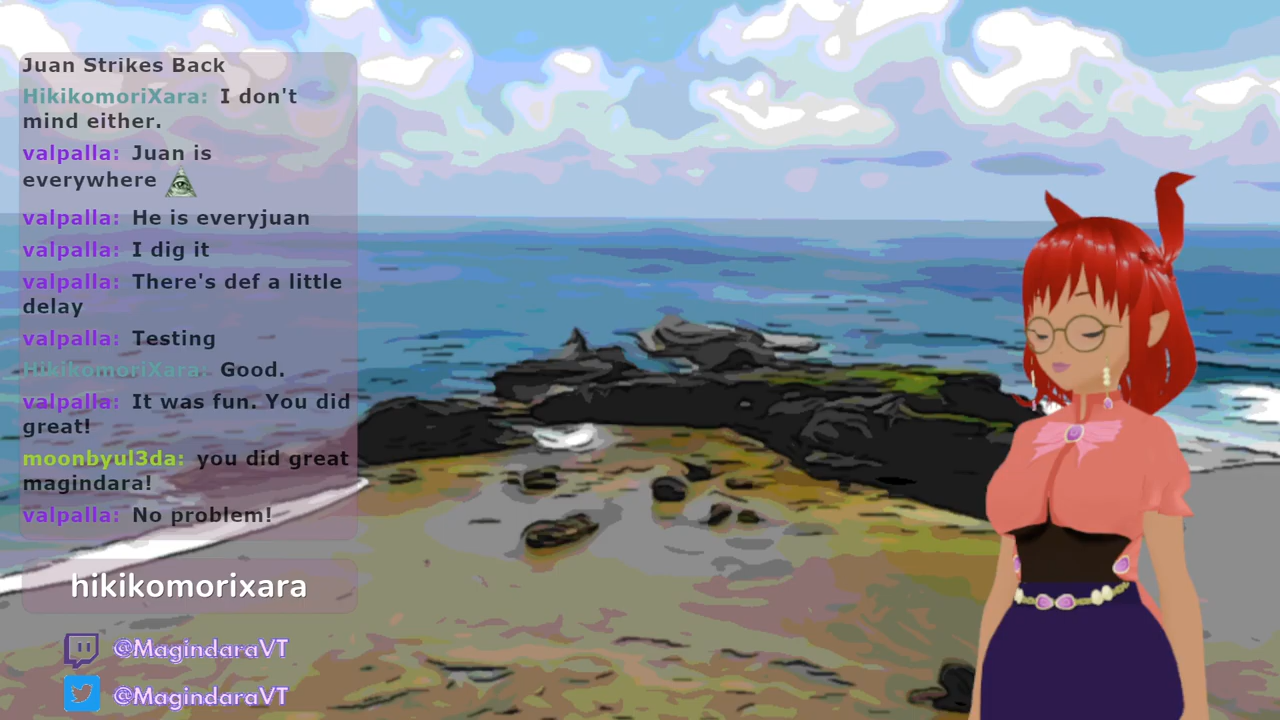 Juan Strikes Back
HikikomoriXara: I don't
mind either.
valpalla: Juan is
everywhere
valpalla: He is everyjuan
valpalla: I dig it
valpalla: There's def a little
delay
valpalla: Testing
HikikomoriXara: Good.
valpalla: It was fun. You did
great!
moonbyul3da: you did great
magindara!
valpalla: No problem!
hikikomorixara
@MagindaraVT
@MagindaraVT